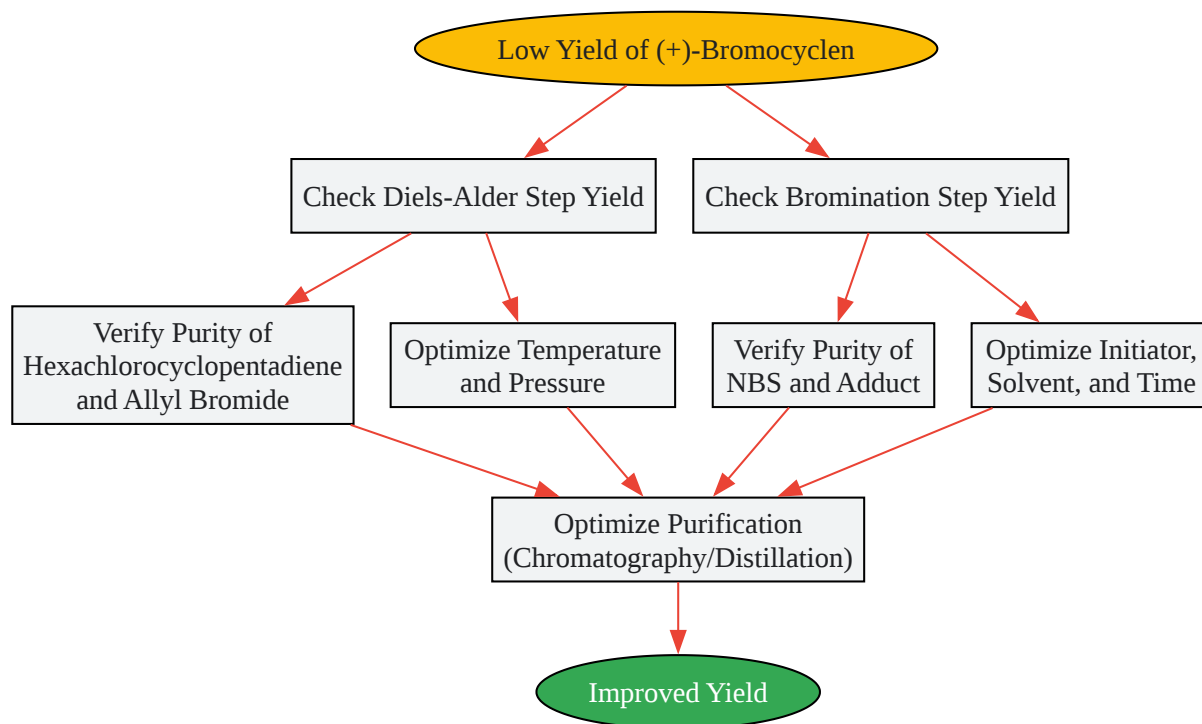 Low Yield of (+)-Bromocyclen
Check Diels-Alder Step Yield
Check Bromination Step Yield
Verify Purity of
Hexachlorocyclopentadiene
and Allyl Bromide
Optimize Temperature
and Pressure
Verify Purity of
NBS and Adduct
Optimize Initiator,
Solvent, and Time
Optimize Purification
(Chromatography/Distillation)
Improved Yield